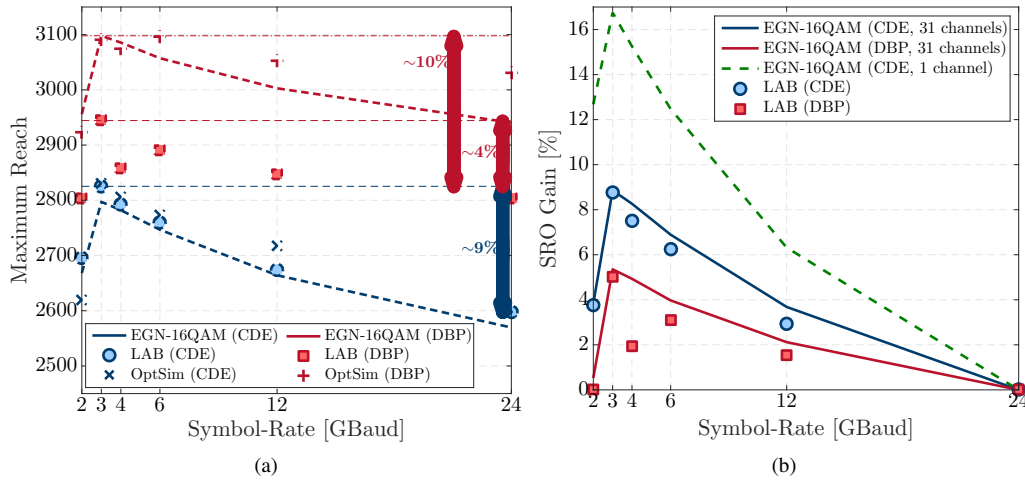 3100
3000
2900
2800
2700
2600
2500
Maximum Reach
~10%
~4%
~9%
EGN-16QAM (CDE)
LAB (CDE)
OptSim (CDE)
EGN-16QAM (DBP)
LAB (DBP)
OptSim (DBP)
2 3 4 6 12 24
Symbol-Rate [GBaud]
(a)
16
14
12
10
8
6
4
2
0
SRO Gain [%]
EGN-16QAM (CDE, 31 channels)
EGN-16QAM (DBP, 31 channels)
EGN-16QAM (CDE, 1 channel)
LAB (CDE)
LAB (DBP)
2 3 4 6 12 24
Symbol-Rate [GBaud]
(b)